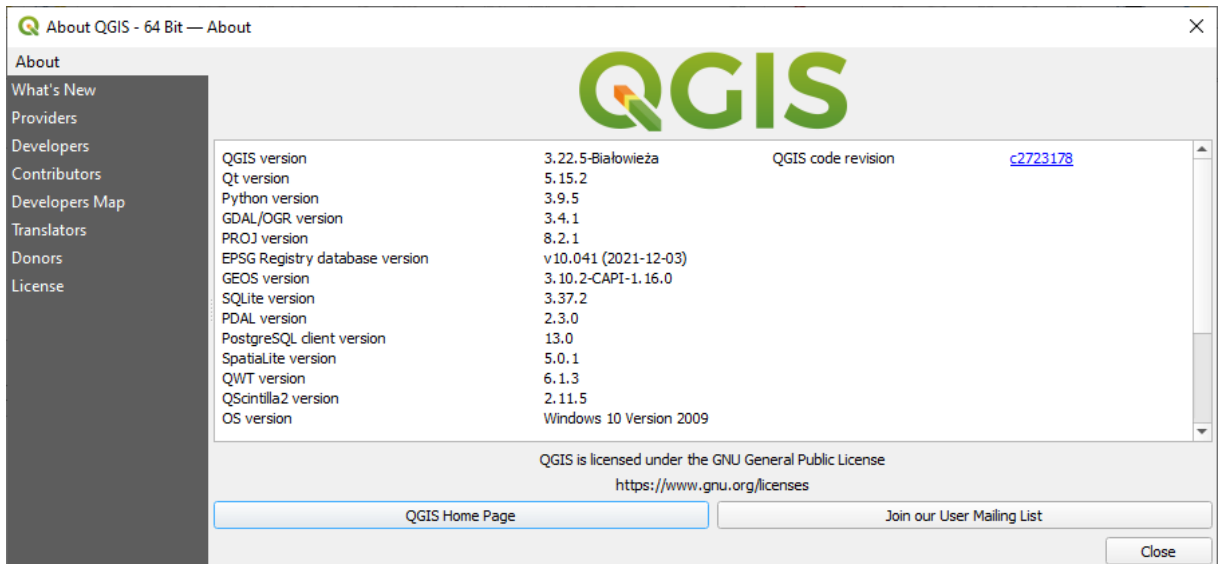 About QGIS - 64 Bit — About
About
What's New
Providers
Developers
Contributors
Developers Map
Translators
Donors
License
QGIS
QGIS version 3.22.5-Białowieża QGIS code revision c2723178
Qt version 5.15.2
Python version 3.9.5
GDAL/OGR version 3.4.1
PROJ version 8.2.1
EPSG Registry database version v10.041 (2021-12-03)
GEOS version 3.10.2-CAPI-1.16.0
SQLite version 3.37.2
PDAL version 2.3.0
PostgreSQL client version 13.0
SpatiaLite version 5.0.1
QWT version 6.1.3
QScintilla2 version 2.11.5
OS version Windows 10 Version 2009
QGIS is licensed under the GNU General Public License
https://www.gnu.org/licenses
QGIS Home Page Join our User Mailing List
Close